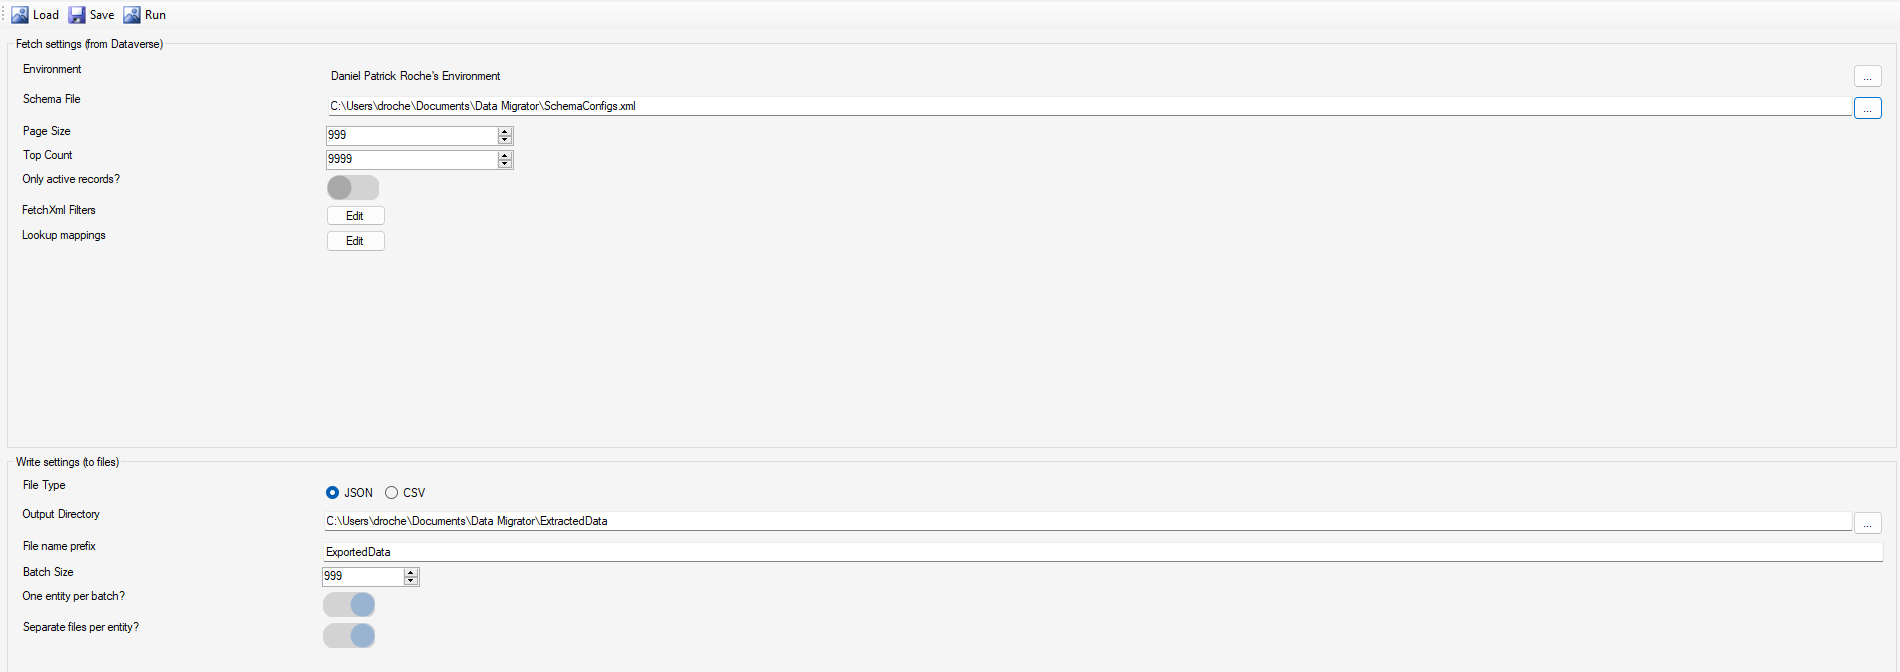 Load Save Run
Fetch settings (from Dataverse)
Environment Daniel Patrick Roche's Environment ...
Schema File C:\Users\droche\Documents\Data Migrator\SchemaConfigs.xml ...
Page Size 999
Top Count 9999
Only active records?
FetchXml Filters Edit
Lookup mappings Edit
Write settings (to files)
File Type JSON CSV
Output Directory C:\Users\droche\Documents\Data Migrator\ExtractedData ...
File name prefix ExportedData
Batch Size 999
One entity per batch?
Separate files per entity?